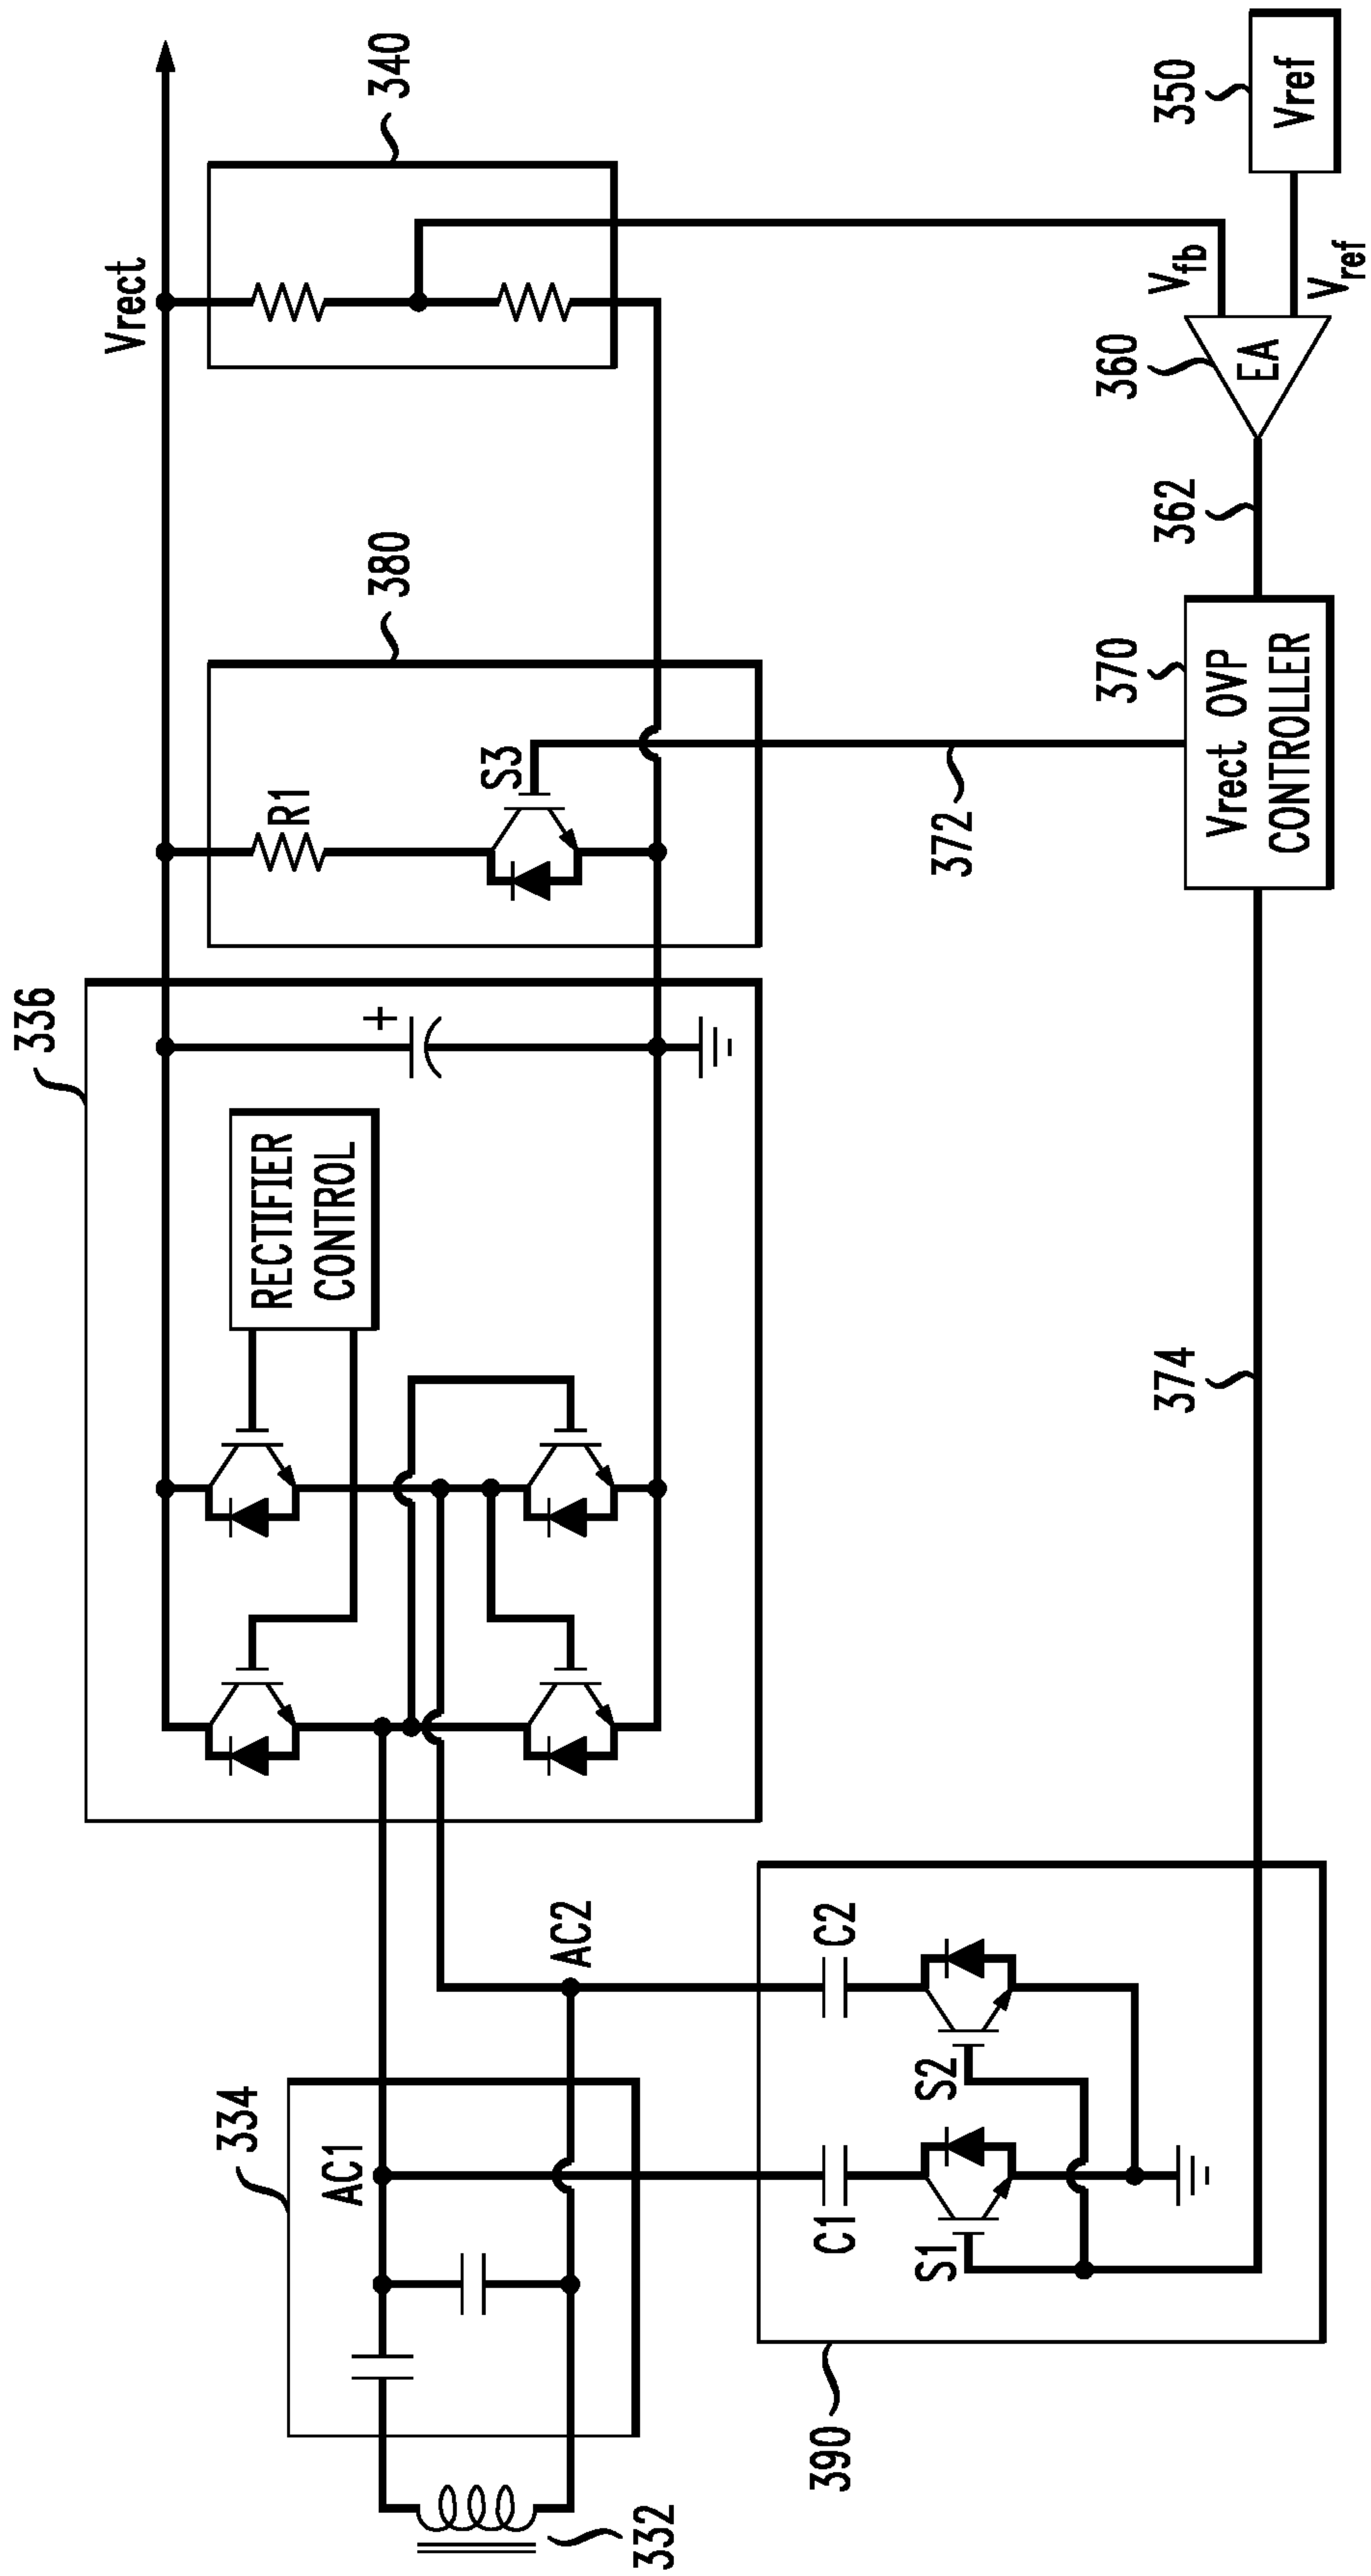 336
Vrect
RECTIFIER
CONTROL
R1
S3
380
340
334
AC1
AC2
332
390
C1
C2
S1
S2
374
372
370
Vrect OVP
CONTROLLER
362
360
EA
Vfb
Vref
350
Vref
+